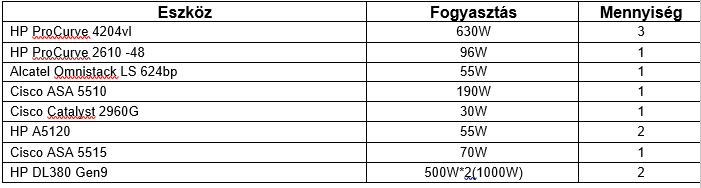 Eszköz Fogyasztás Mennyiség
HP ProCurve 4204vl 630W 3
HP ProCurve 2610 -48 96W 1
Alcatel Omnistack LS 624bp 55W 1
Cisco ASA 5510 190W 1
Cisco Catalyst 2960G 30W 1
HP A5120 55W 2
Cisco ASA 5515 70W 1
HP DL380 Gen9 500W*2(1000W) 2